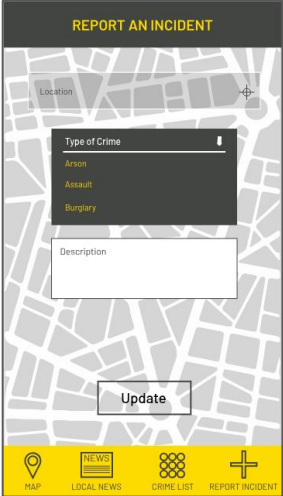 REPORT AN INCIDENT
Location
Type of Crime
Arson
Assault
Burglary
Description
Update
NEWS
MAP LOCAL NEWS CRIME LIST REPORT INCIDENT